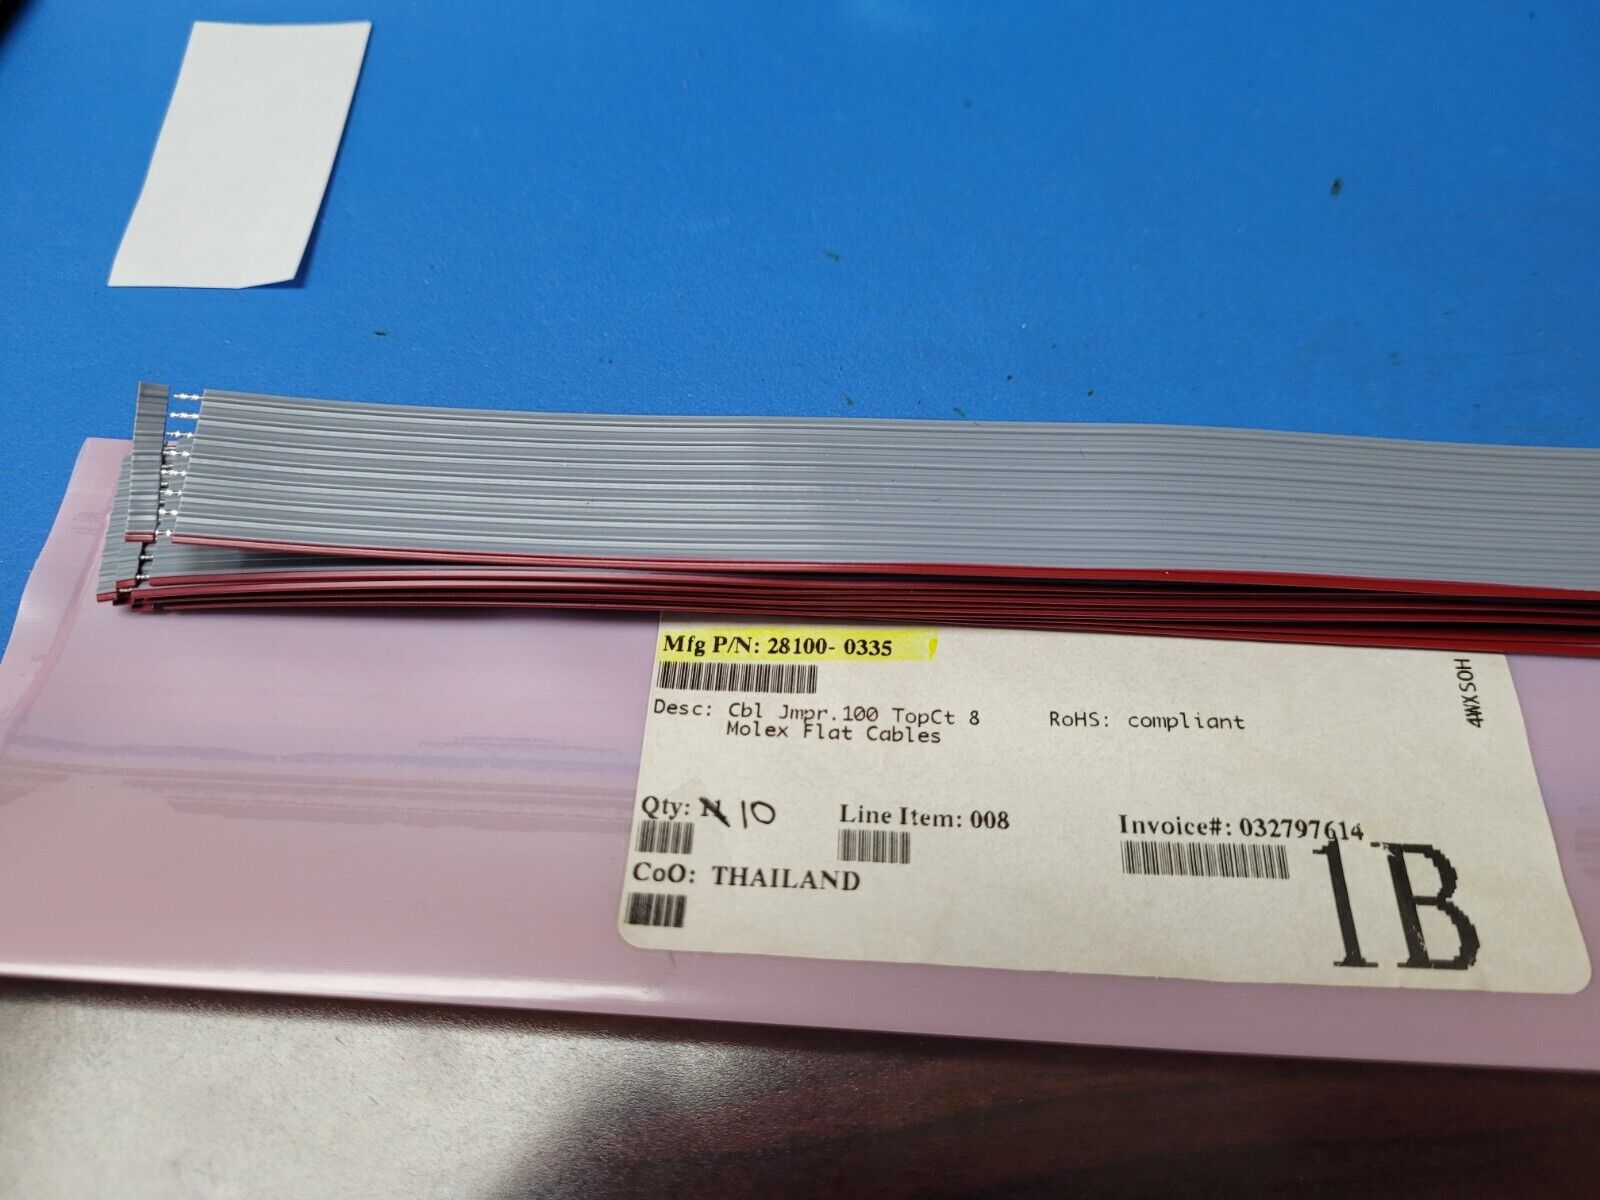 Mfg P/N: 28100- 0335
Desc: Cbl Jmpr.100 TopCt 8
Molex Flat Cables
RoHS: compliant
4WXSOH
Qty: 10
Line Item: 008
Invoice#: 032797614
CoO: THAILAND
1B